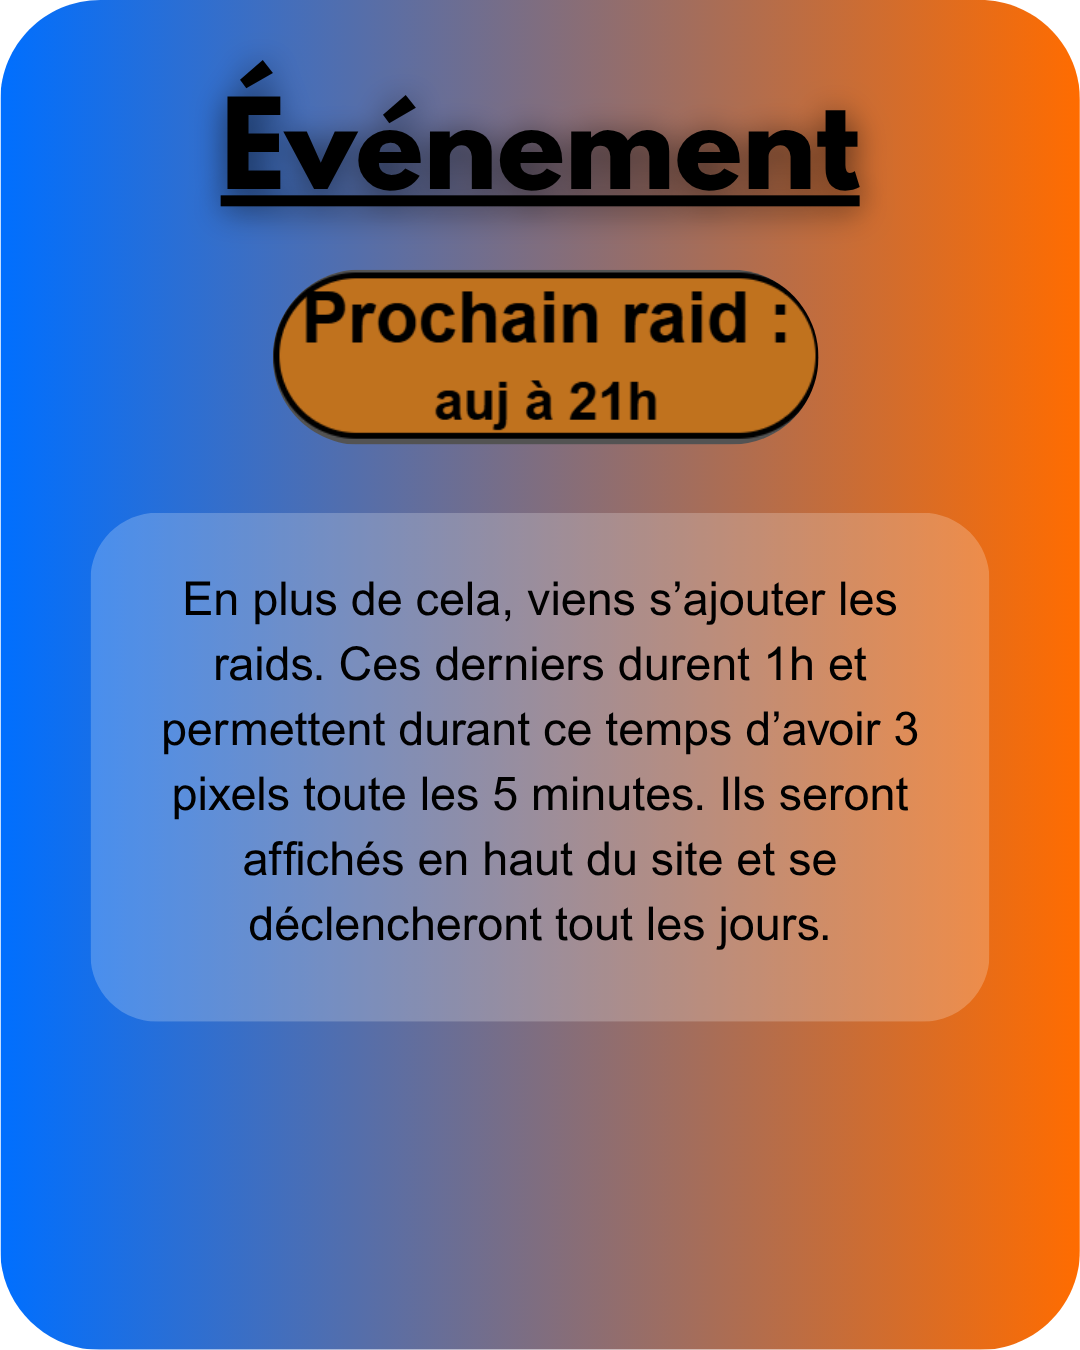 Événement
Prochain raid :
auj à 21h
En plus de cela, viens s’ajouter les
raids. Ces derniers durent 1h et
permettent durant ce temps d’avoir 3
pixels toute les 5 minutes. Ils seront
affichés en haut du site et se
déclencheront tout les jours.